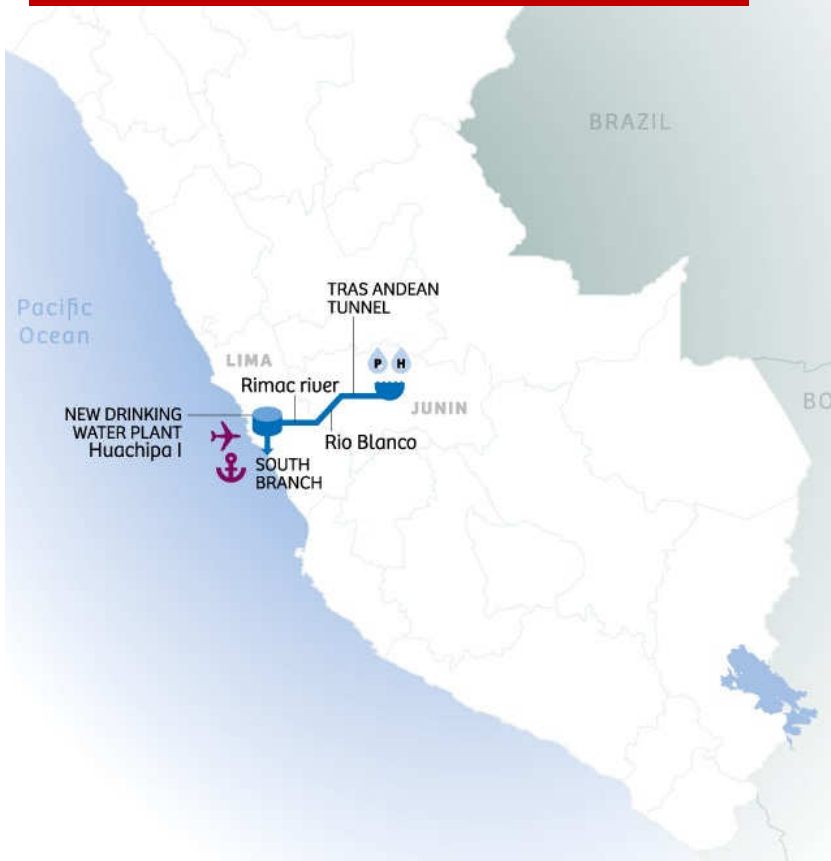 BRAZIL
TRAS ANDEAN
TUNNEL
Pacific
Ocean
LIMA
P H
Rimac river
JUNIN
BO
NEW DRINKING
WATER PLANT
Huachipa I
Rio Blanco
SOUTH
BRANCH